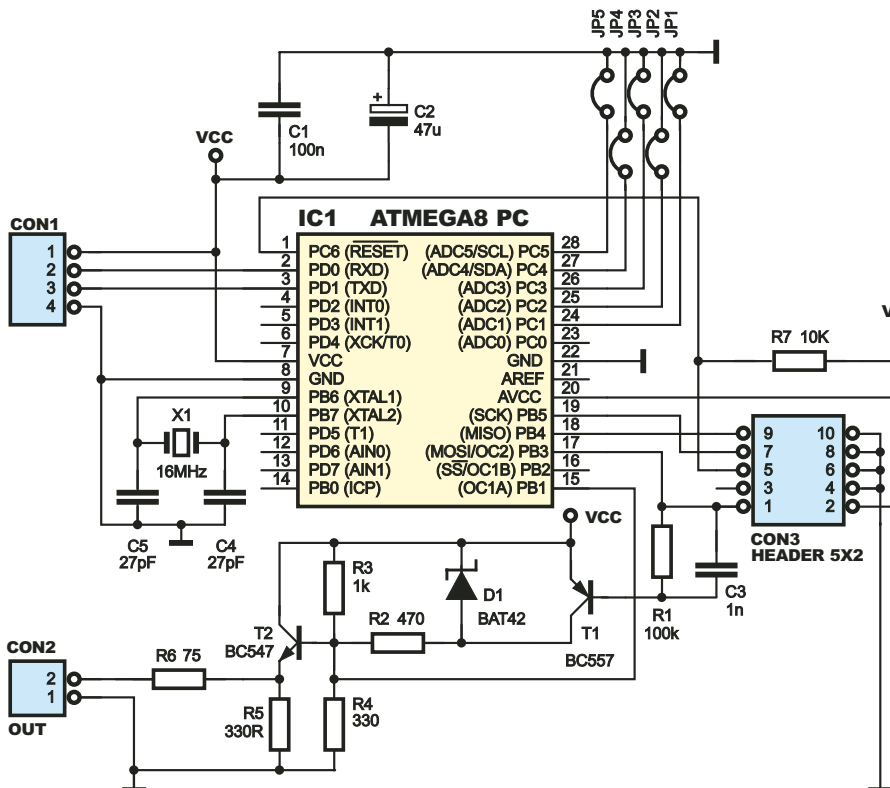 JP5
JP4
JP3
JP2
JP1
+
C1
100n
C2
47u
VCC
CON1
1
2
3
4
IC1 ATMEGA8 PC
1 PC6 (RESET) (ADC5/SCL) PC5 28
2 PD0 (RXD) (ADC4/SDA) PC4 27
3 PD1 (TXD) (ADC3) PC3 26
4 PD2 (INT0) (ADC2) PC2 25
5 PD3 (INT1) (ADC1) PC1 24
6 PD4 (XCK/T0) (ADC0) PC0 23
7 VCC GND 22
8 GND AREF 21
9 PB6 (XTAL1) AVCC 20
10 PB7 (XTAL2) (SCK) PB5 19
11 PD5 (T1) (MISO) PB4 18
12 PD6 (AIN0) (MOSI/OC2) PB3 17
13 PD7 (AIN1) (SS/OC1B) PB2 16
14 PB0 (ICP) (OC1A) PB1 15
V
R7 10K
X1
16MHz
C5
27pF
C4
27pF
9 10
7 8
5 6
3 4
1 2
CON3
HEADER 5X2
VCC
R3
1k
D1
BAT42
R2 470
T1
BC557
R1
100k
C3
1n
T2
BC547
CON2
2
1
OUT
R6 75
R5
330R
R4
330